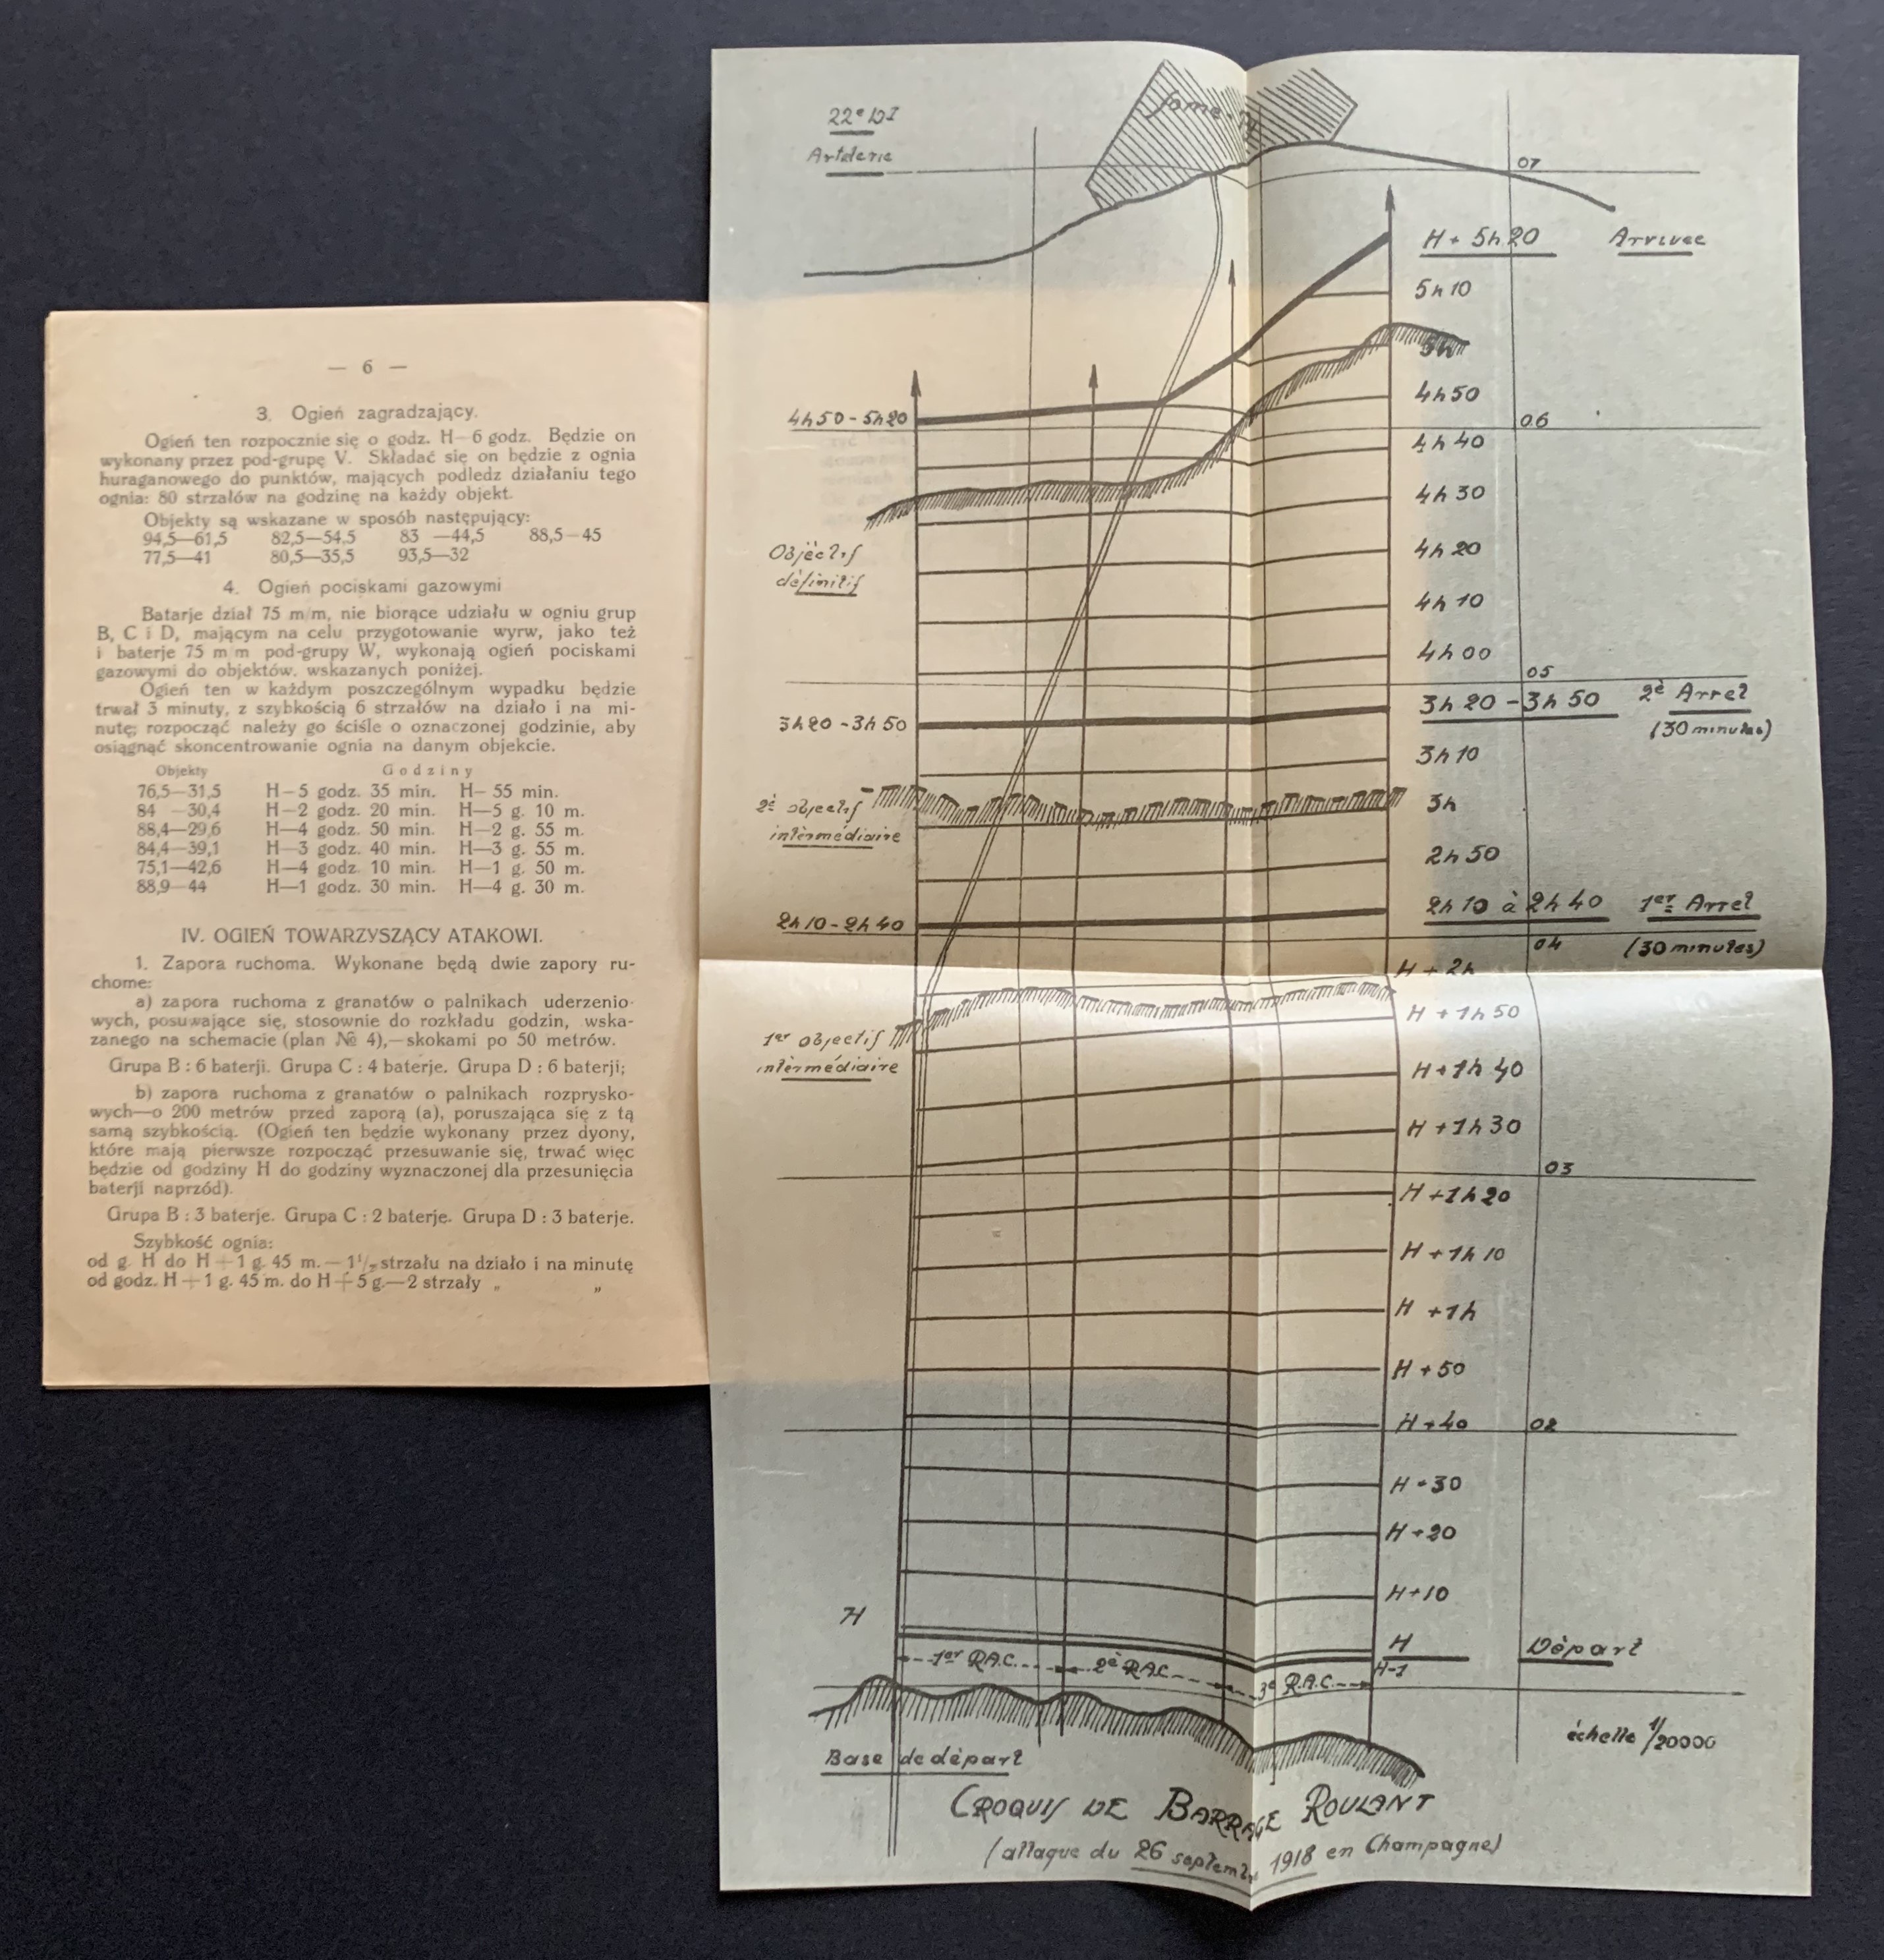 — 6 —
3. Ogień zagradzający.
Ogień ten rozpocznie się o godz. H—6 godz. Będzie on
wykonany przez pod-grupę V. Składać się on będzie z ognia
huraganowego do punktów, mających podledz działaniu tego
ognia: 80 strzałów na godzinę na każdy objekt.
Objekty są wskazane w sposób następujący:
94,5—61,5 82,5—54,5 83 —44,5 88,5—45
77,5—41 80,5—35,5 93,5—32
4. Ogień pociskami gazowymi
Batarje dział 75 m/m, nie biorące udziału w ogniu grup
B, C i D, mającym na celu przygotowanie wyrw, jako też
i baterje 75 m/m pod-grupy W, wykonają ogień pociskami
gazowymi do objektów, wskazanych poniżej.
Ogień ten w każdym poszczególnym wypadku będzie
trwał 3 minuty, z szybkością 6 strzałów na działo i na mi-
nutę; rozpocząć należy go ściśle o oznaczonej godzinie, aby
osiągnąć skoncentrowanie ognia na danym objekcie.
Objekty Godziny
76,5—31,5 H—5 godz. 35 min. H—55 min.
84 —30,4 H—2 godz. 20 min. H—5 g. 10 m.
88,4—29,6 H—4 godz. 50 min. H—2 g. 55 m.
84,4—39,1 H—3 godz. 40 min. H—3 g. 55 m.
75,1—42,6 H—4 godz. 10 min. H—1 g. 50 m.
88,9—44 H—1 godz. 30 min. H—4 g. 30 m.
IV. OGIEŃ TOWARZYSZĄCY ATAKOWI.
1. Zapora ruchoma. Wykonane będą dwie zapory ru-
chome:
a) zapora ruchoma z granatów o palnikach uderzenio-
wych, posuwające się, stosownie do rozkładu godzin, wska-
zanego na schemacie (plan № 4),—skokami po 50 metrów.
Grupa B : 6 baterji. Grupa C : 4 baterje. Grupa D : 6 baterji;
b) zapora ruchoma z granatów o palnikach rozprysko-
wych—o 200 metrów przed zaporą (a), poruszająca się z tą
samą szybkością. (Ogień ten będzie wykonany przez dyony,
które mają pierwsze rozpocząć przesuwanie się, trwać więc
będzie od godziny H do godziny wyznaczonej dla przesunięcia
baterji naprzód).
Grupa B : 3 baterje. Grupa C : 2 baterje. Grupa D : 3 baterje.
Szybkość ognia:
od g. H do H + 1 g. 45 m.— 1½ strzału na działo i na minutę
od godz. H + 1 g. 45 m. do H + 5 g.—2 strzały „ „
22e DI
Artilerie
07
H + 5h20 Arrivee
5h10
5h
4h50
4h50 - 5h20
06
4h40
4h30
Objèctif
dèfinitif
4h20
4h10
4h00
05
3h20 - 3h50
3h20 - 3h50 2è Arret
(30 minutes)
3h10
2è objectif
intèrmédiaire
3h
2h50
2h10 - 2h40
2h10 à 2h40 1er Arret
04
(30 minutes)
H + 2h
1er objectif
intèrmédiaire
H + 1h50
H + 1h40
H + 1h30
03
H + 1h20
H + 1h10
H + 1h
H + 50
H + 40
02
H + 30
H + 20
H + 10
H
H
Dèpart
H-1
1er R.A.C.
2è R.A.C.
3è R.A.C.
échelle 1/20000
Base de dèpart
CROQUIS DE BARRAGE ROULANT
(attaque du 26 septembre 1918 en Champagne)